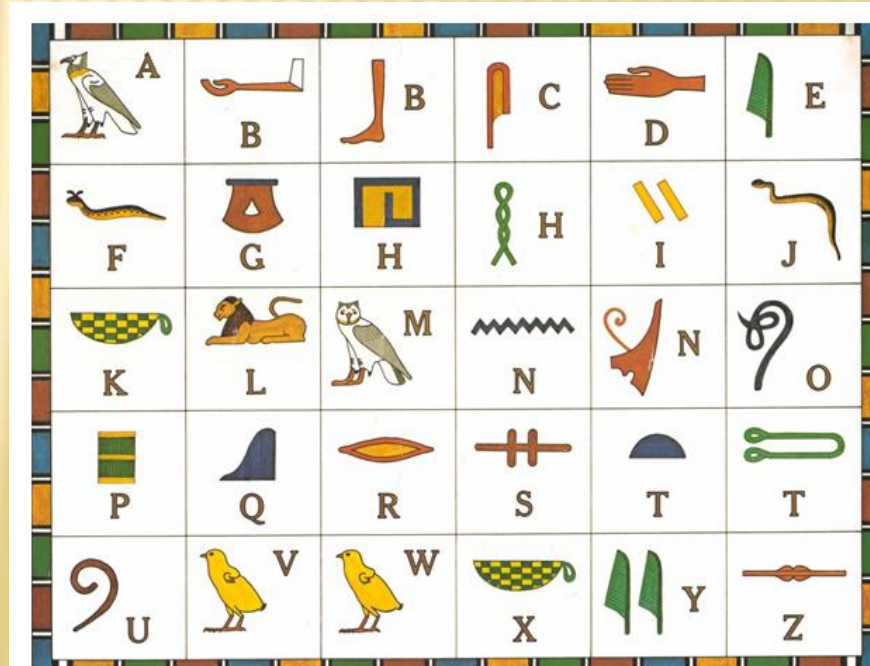 A B B C D E
F G H H I J
K L M N N O
P Q R S T T
U V W X Y Z